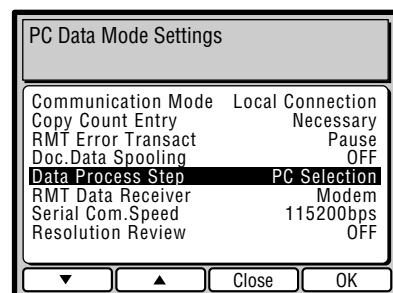 PC Data Mode Settings
Communication Mode Local Connection
Copy Count Entry Necessary
RMT Error Transact Pause
Doc.Data Spooling OFF
Data Process Step PC Selection
RMT Data Receiver Modem
Serial Com.Speed 115200bps
Resolution Review OFF
▼ ▲ Close OK